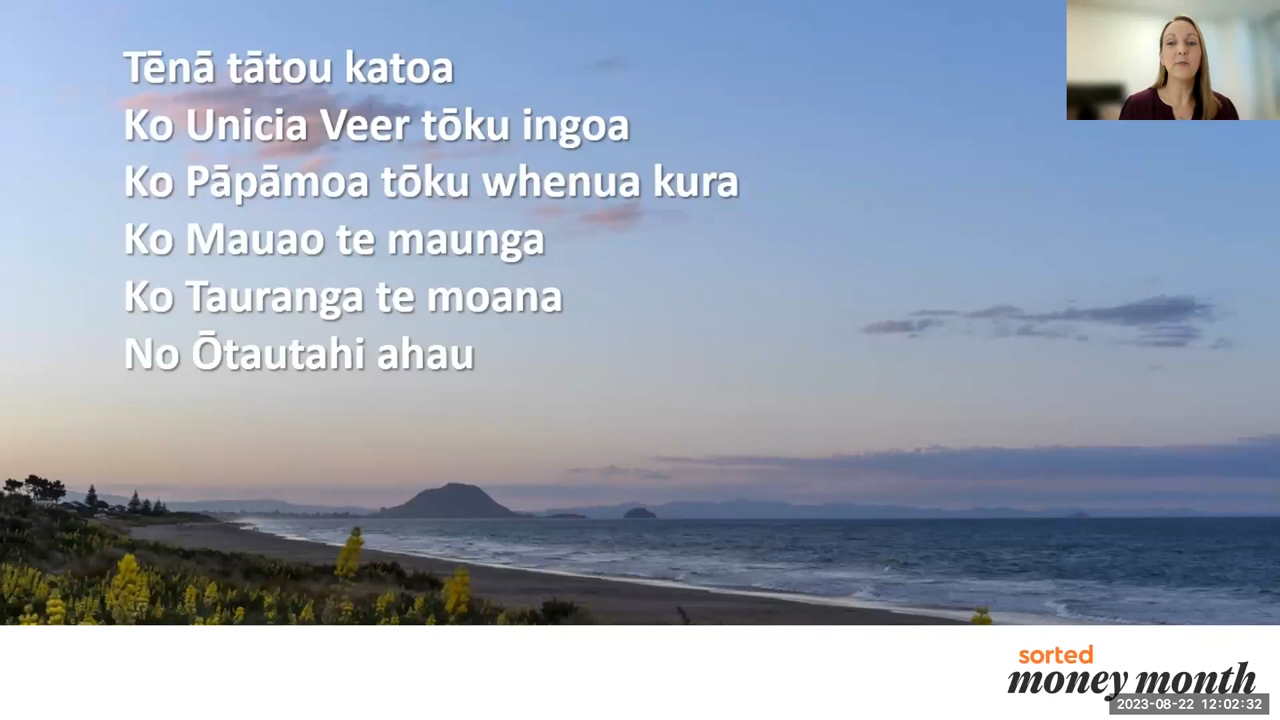 Tēnā tātou katoa
Ko Unicia Veer tōku ingoa
Ko Pāpāmoa tōku whenua kura
Ko Mauao te maunga
Ko Tauranga te moana
No Ōtautahi ahau
sorted
money month
2023-08-22 12:02:32